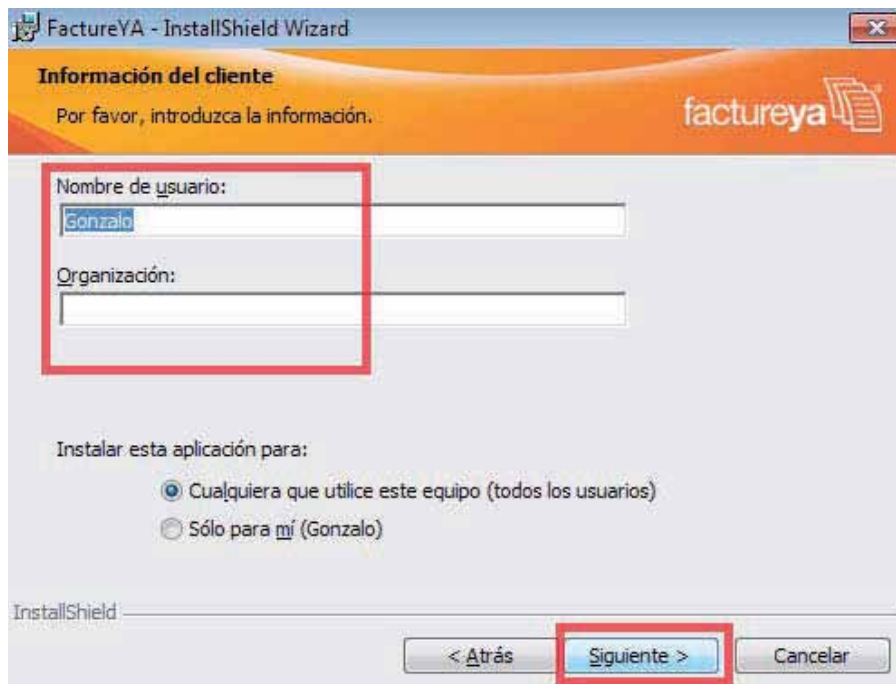 FactureYA - InstallShield Wizard
Información del cliente
Por favor, introduzca la información.
factureya
Nombre de usuario:
Gonzalo
Organización:
Instalar esta aplicación para:
Cualquiera que utilice este equipo (todos los usuarios)
Sólo para mí (Gonzalo)
InstallShield
< Atrás
Siguiente >
Cancelar